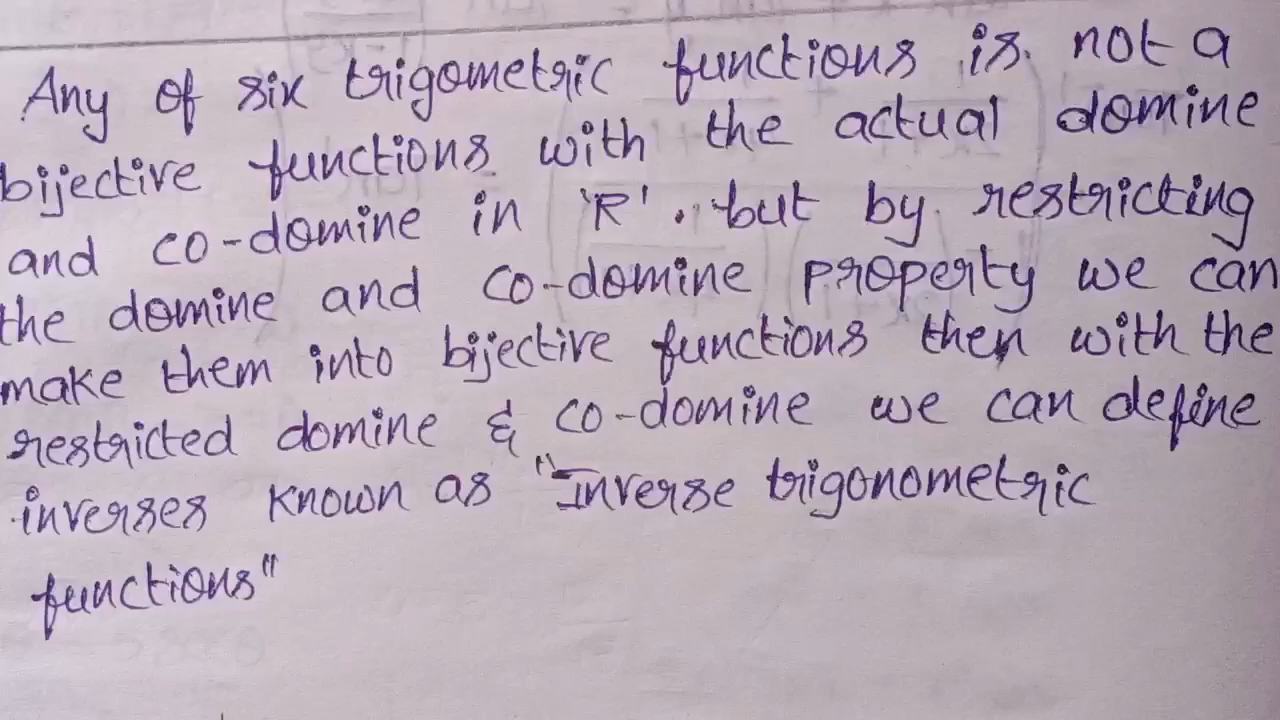 Any of six trigometric functions is not a
bijective functions with the actual domine
and co-domine in 'R'. but by restricting
the domine and co-domine property we can
make them into bijective functions then with the
restricted domine & co-domine we can define
inverses known as "Inverse trigonometric
functions"